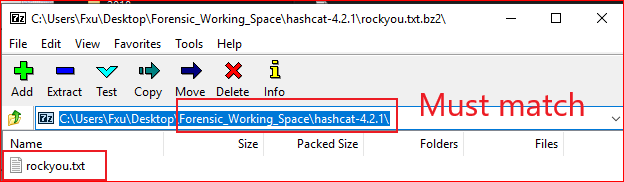 C:\Users\Fxu\Desktop\Forensic_Working_Space\hashcat-4.2.1\rockyou.txt.bz2\
File Edit View Favorites Tools Help
Add Extract Test Copy Move Delete Info
C:\Users\Fxu\Desktop\Forensic_Working_Space\hashcat-4.2.1\ Must match
Name Size Packed Size Folders Files
rockyou.txt